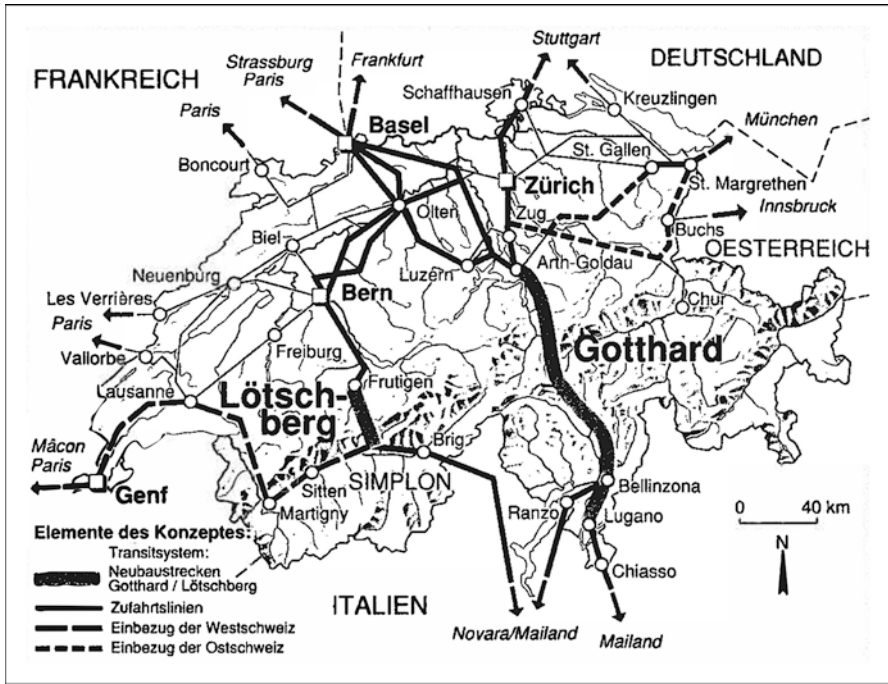 FRANKREICH
Strassburg
Paris
Frankfurt
Stuttgart
DEUTSCHLAND
Paris
Boncourt
Basel
Schaffhausen
Kreuzlingen
München
St. Gallen
St. Margrethen
Zürich
Olten
Zug
Innsbruck
Buchs
OESTERREICH
Biel
Luzern
Arth-Goldau
Neuenburg
Bern
Chur
Les Verrières
Paris
Vallorbe
Freiburg
Gotthard
Lausanne
Lötsch-
berg
Frutigen
Mâcon
Paris
Genf
Brig
SIMPLON
Sitten
Martigny
Bellinzona
Ranzo
Lugano
0 40 km
N
Chiasso
Elemente des Konzeptes:
Transitsystem:
Neubaustrecken
Gotthard / Lötschberg
Zufahrtslinien
Einbezug der Westschweiz
Einbezug der Ostschweiz
ITALIEN
Novara/Mailand
Mailand